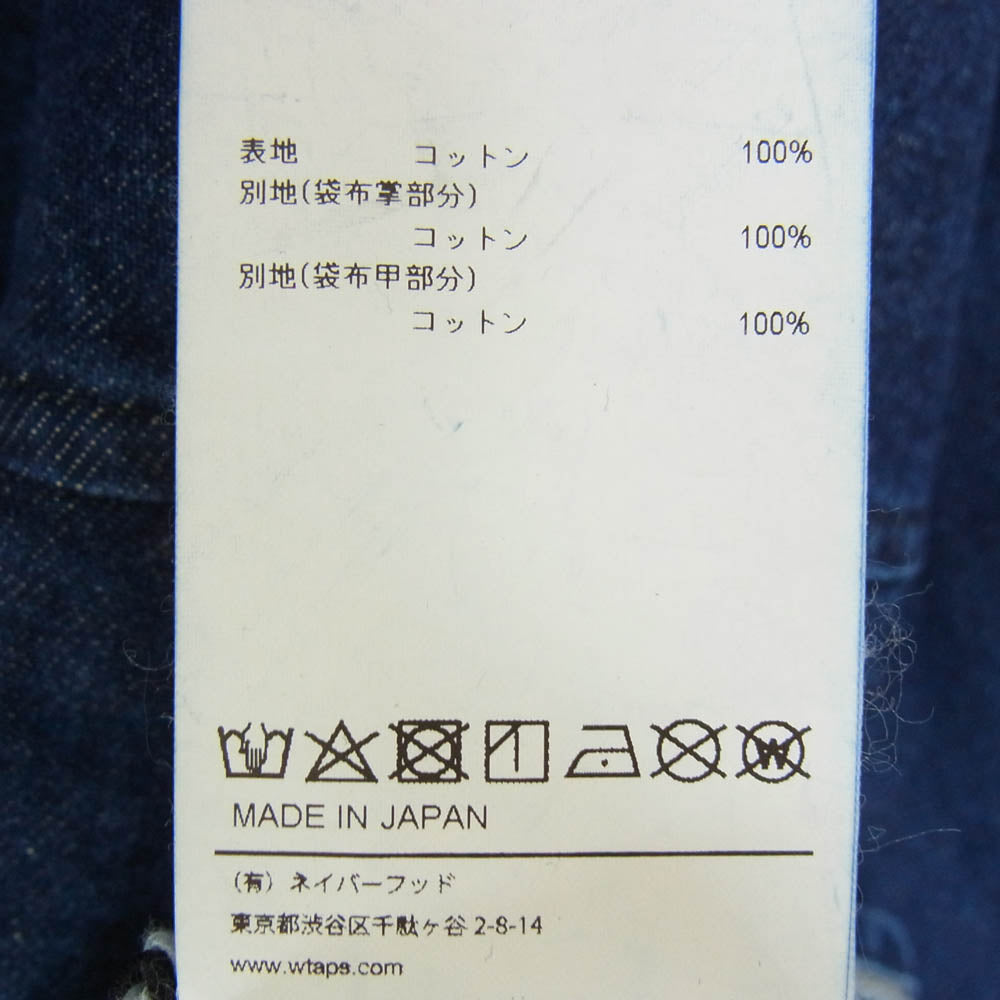 表地 コットン 100%
別地(袋布掌部分)
コットン 100%
別地(袋布甲部分)
コットン 100%
MADE IN JAPAN
(有) ネイバーフッド
東京都渋谷区千駄ヶ谷2-8-14
www.wtaps.com